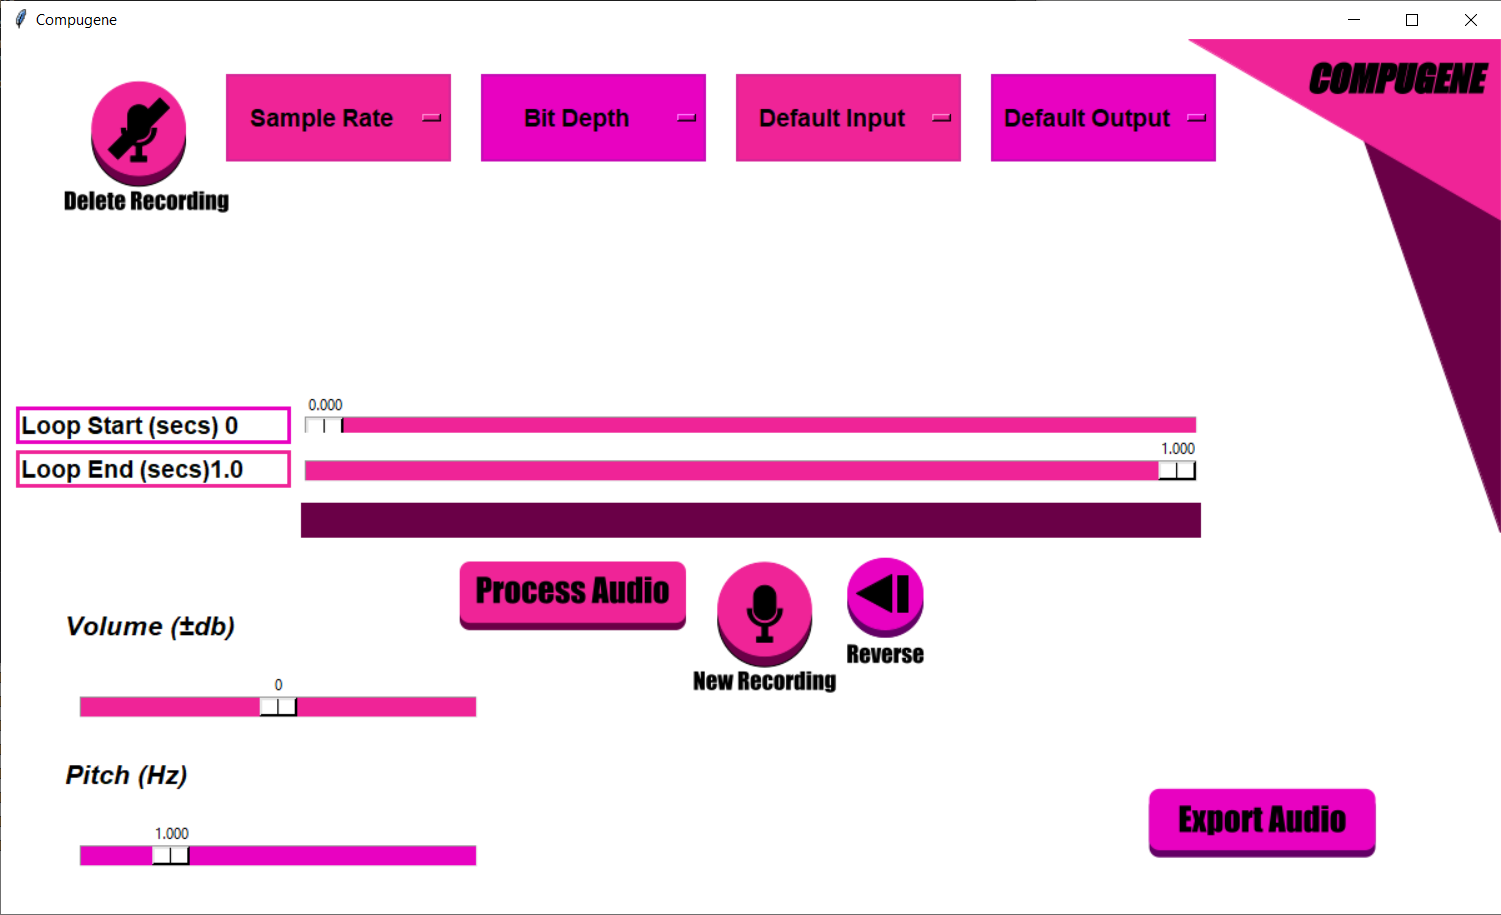 Compugene
COMPUGENE
Sample Rate
Bit Depth
Default Input
Default Output
Delete Recording
0.000
Loop Start (secs) 0
1.000
Loop End (secs)1.0
Process Audio
New Recording
Reverse
Volume (±db)
0
Pitch (Hz)
1.000
Export Audio